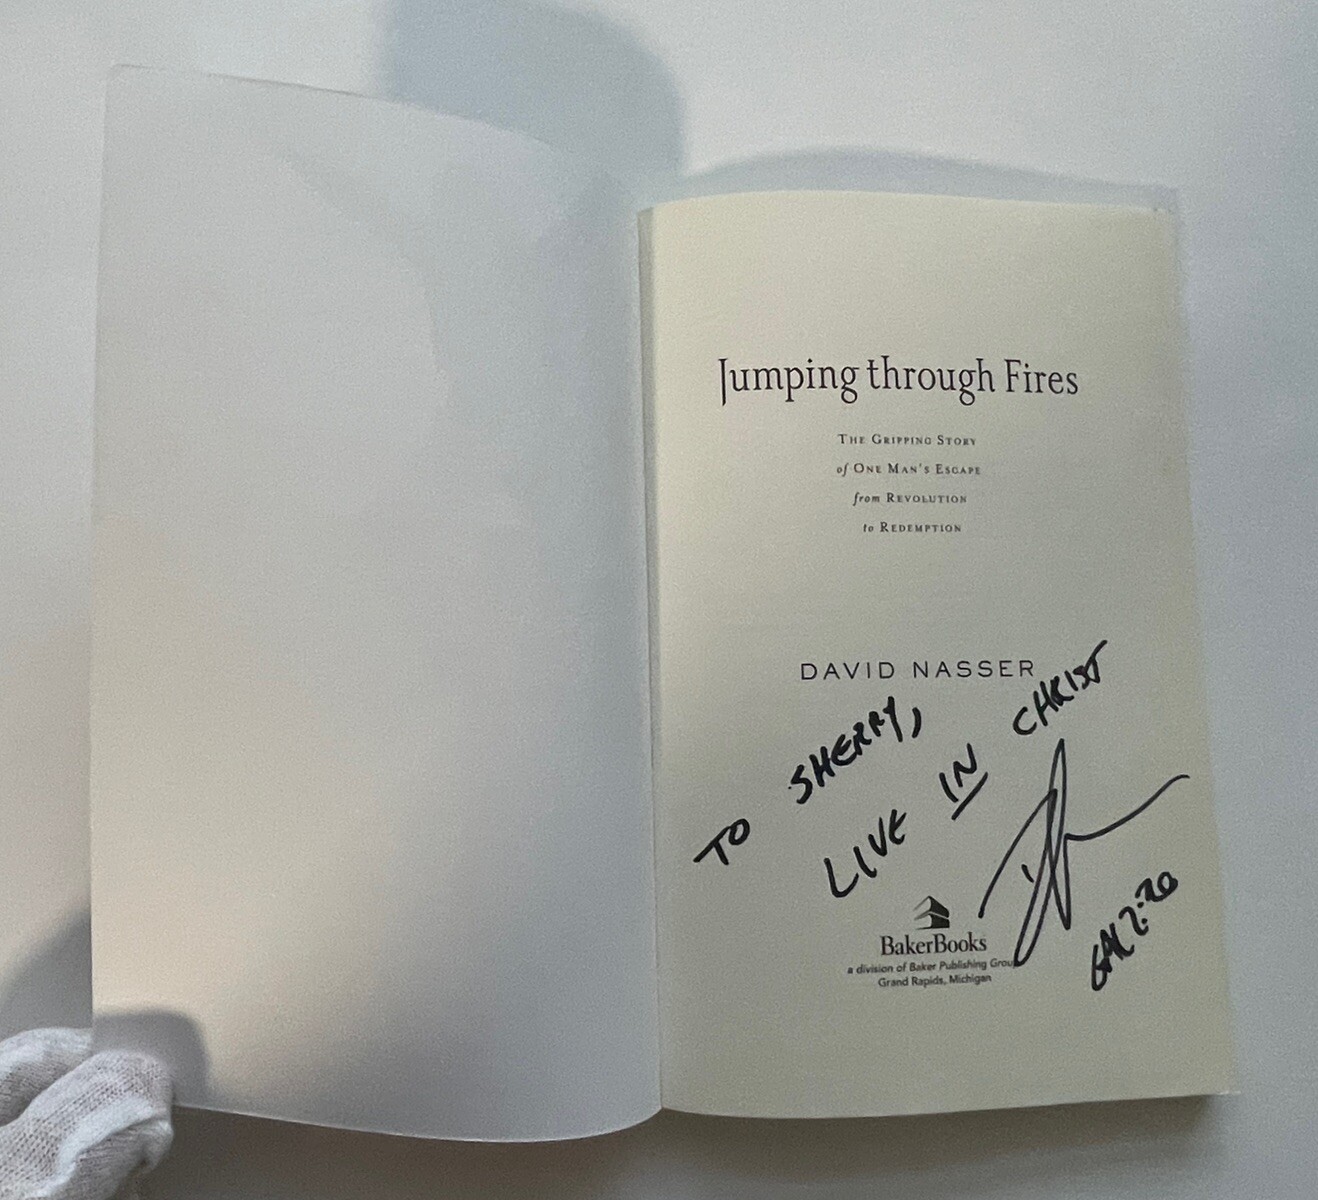 Jumping through Fires
THE GRIPPING STORY
of ONE MAN'S ESCAPE
from REVOLUTION
to REDEMPTION
DAVID NASSER
TO SHERRY,
LIVE IN CHRIST
GAL 2:20
BakerBooks
a division of Baker Publishing Grou
Grand Rapids, Michigan